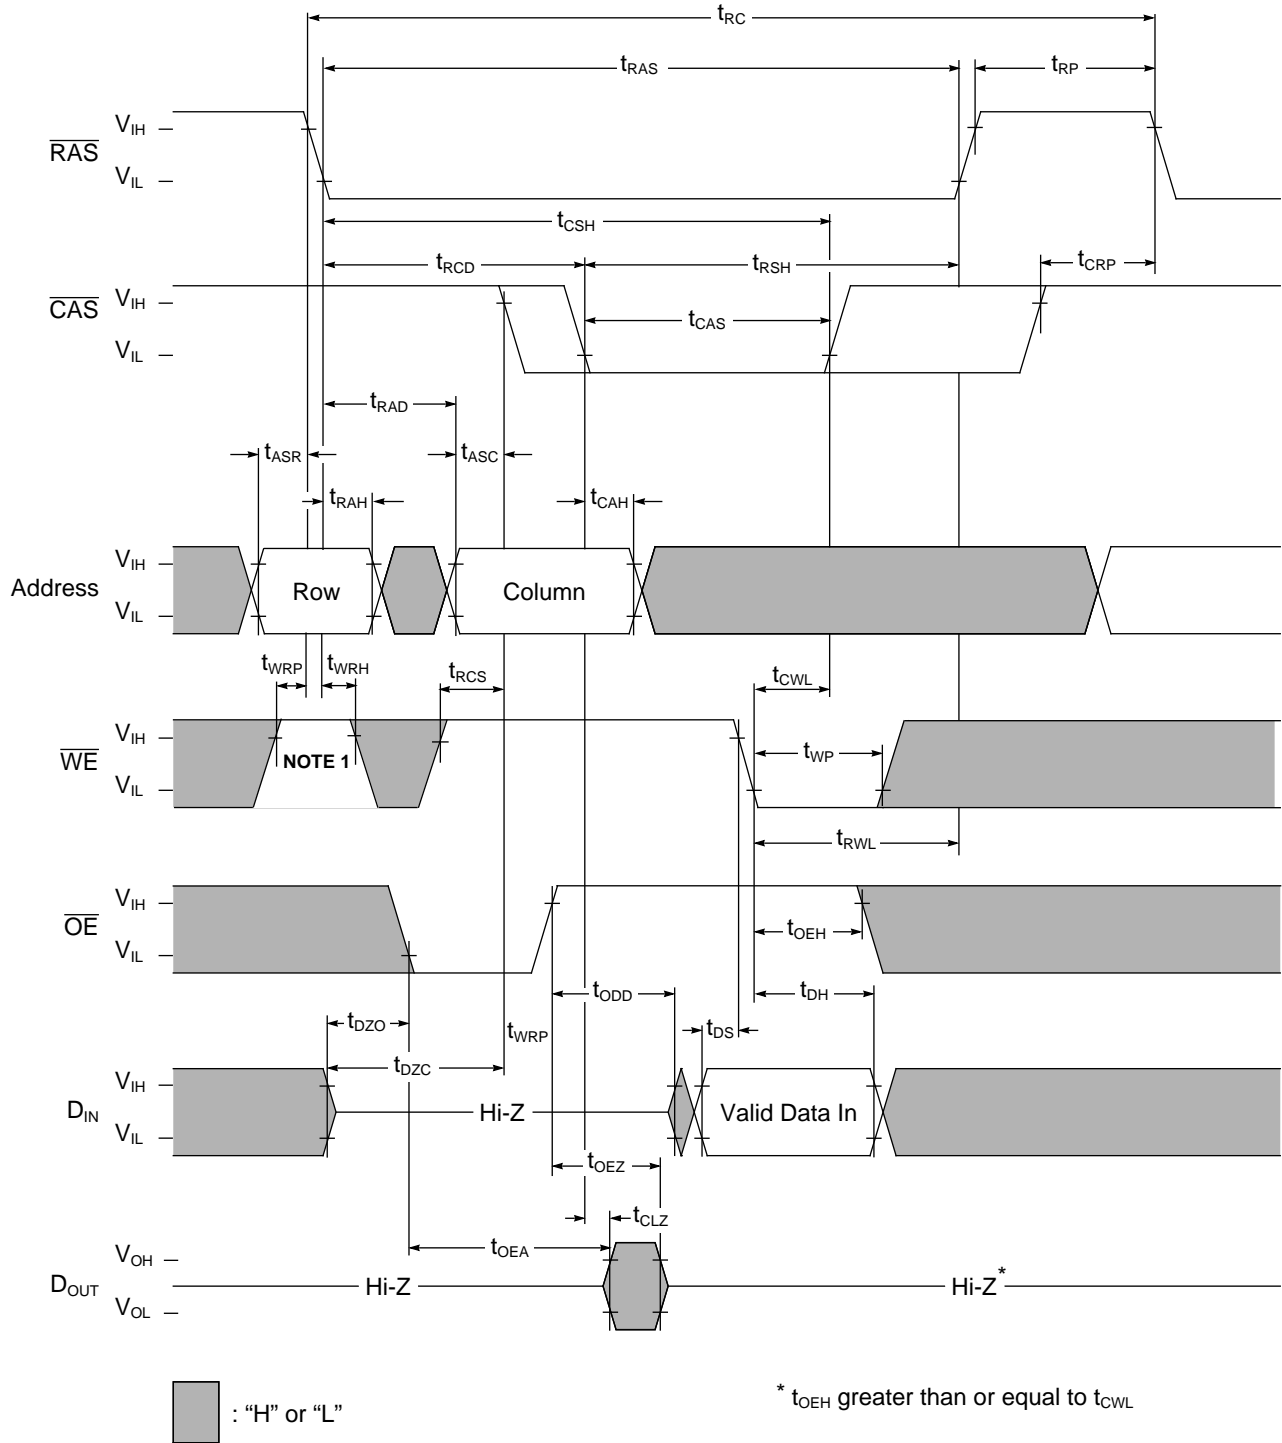 tRC
tRAS
tRP
RAS
VIH
VIL
tCSH
tRCD
tRSH
tCRP
CAS
VIH
VIL
tCAS
tRAD
tASR
tASC
tRAH
tCAH
Address
VIH
VIL
Row
Column
tWRP
tWRH
tRCS
tCWL
WE
VIH
VIL
NOTE 1
tWP
tRWL
OE
VIH
VIL
tOEH
tODD
tDH
tDZO
tWRP
tDS
tDZC
DIN
VIH
VIL
Hi-Z
Valid Data In
tOEZ
tCLZ
tOEA
DOUT
VOH
VOL
Hi-Z
Hi-Z*
: “H” or “L”
* tOEH greater than or equal to tCWL